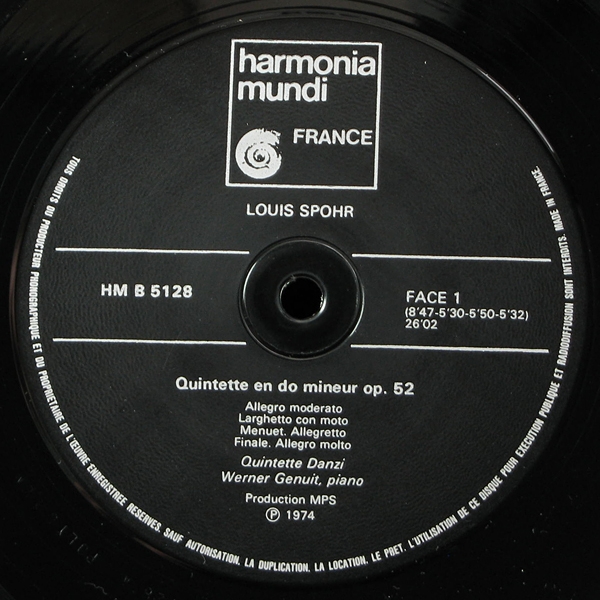 harmonia
mundi
FRANCE
LOUIS SPOHR
HM B 5128
FACE 1
(8'47-5'30-5'50-5'32)
26'02
Quintette en do mineur op. 52
Allegro moderato
Larghetto con moto
Menuet. Allegretto
Finale. Allegro molto
Quintette Danzi
Werner Genuit, piano
Production MPS
℗ 1974
TOUS DROITS DU PRODUCTEUR PHONOGRAPHIQUE ET DU PROPRIETAIRE DE L'ŒUVRE ENREGISTREE RESERVES. SAUF AUTORISATION, LA DUPLICATION, LA LOCATION, LE PRET, L'UTILISATION DE CE DISQUE POUR EXECUTION PUBLIQUE ET RADIODIFFUSION SONT INTERDITS. MADE IN FRANCE.